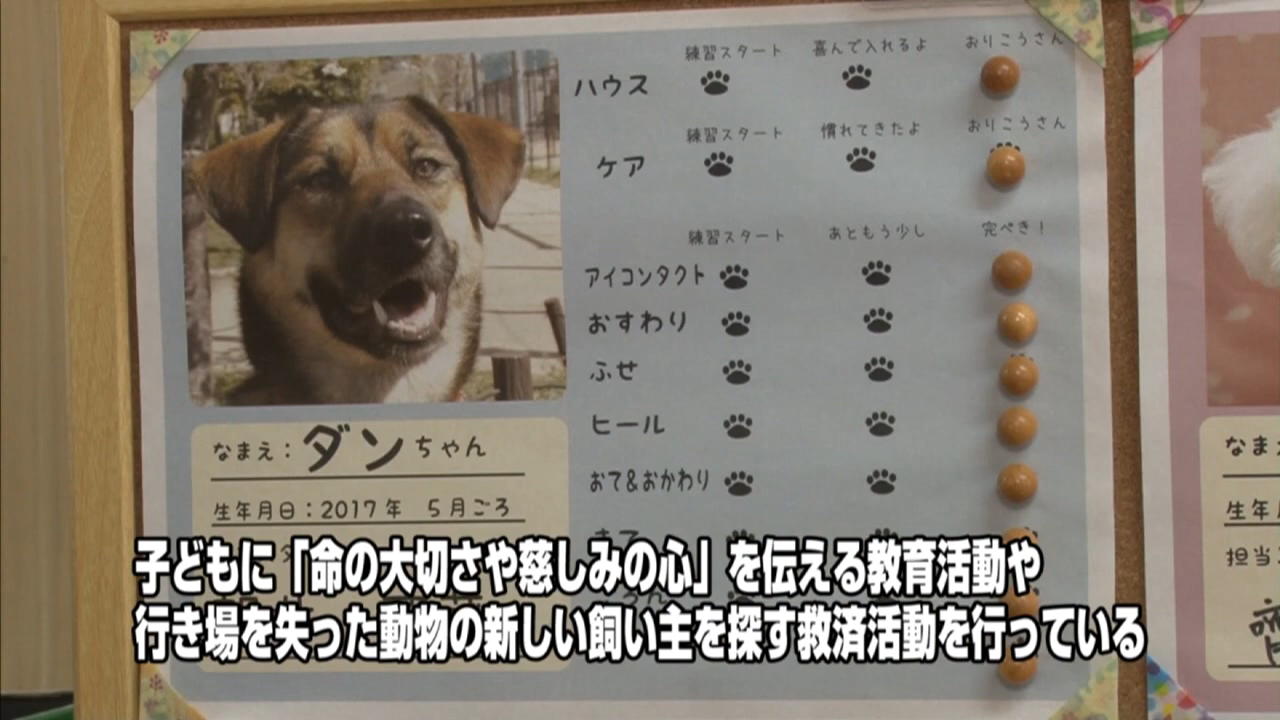 練習スタート 喜んで入れるよ おりこうさん
ハウス
練習スタート 慣れてきたよ おりこうさん
ケア
練習スタート あともう少し 完ぺき！
アイコンタクト
おすわり
ふせ
ヒール
おて&おかわり
なまえ：ダンちゃん
生年月日：2017年 5月ごろ
なまえ
生年月
担当
子どもに「命の大切さや慈しみの心」を伝える教育活動や
行き場を失った動物の新しい飼い主を探す救済活動を行っている